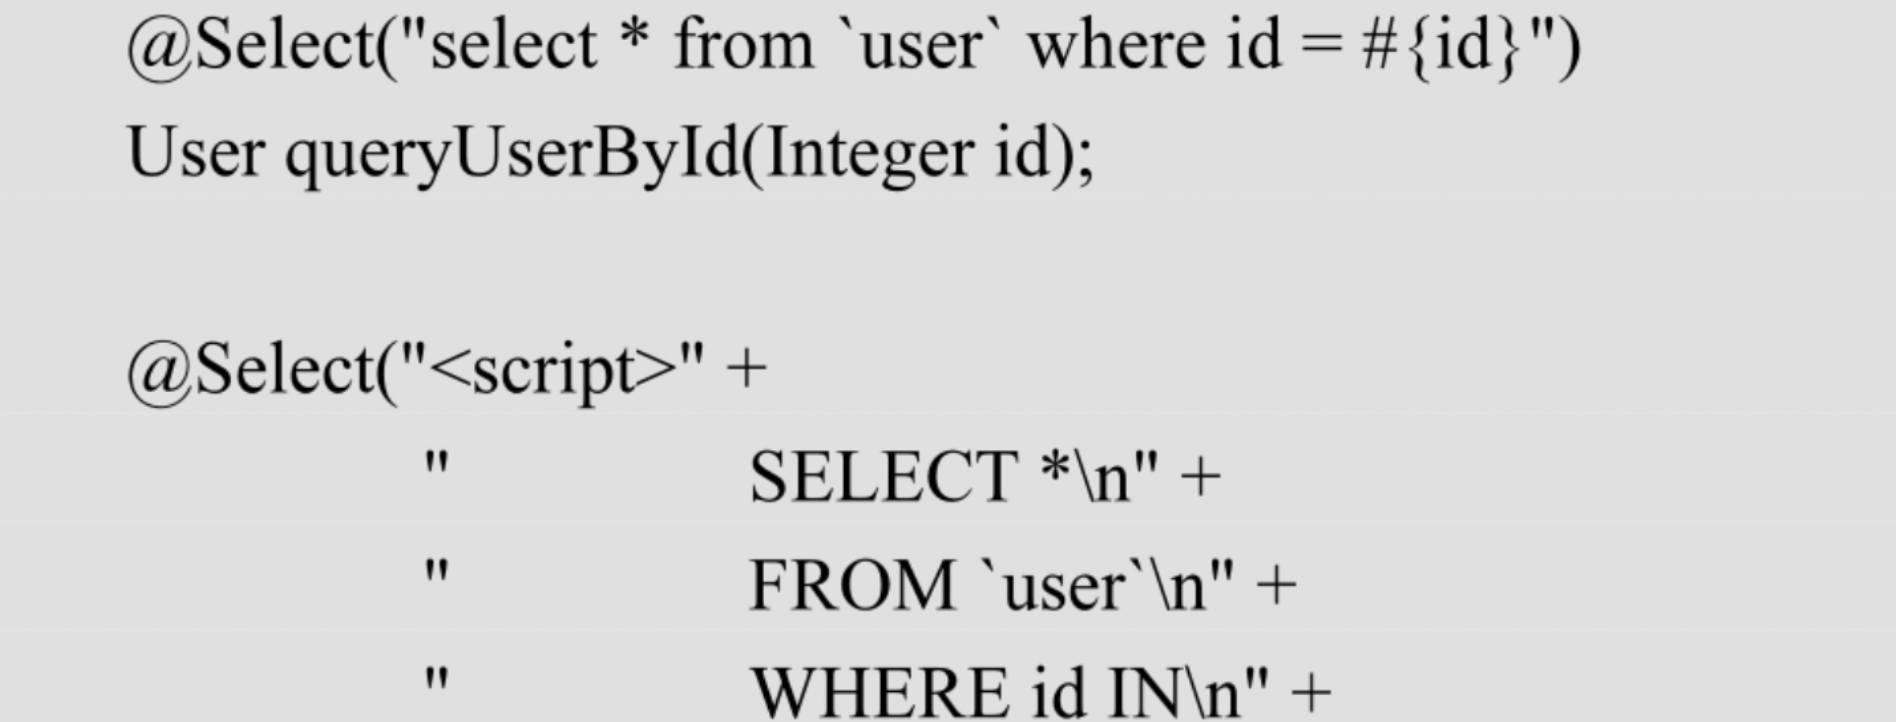 @Select("select * from `user` where id = #{id}")
User queryUserById(Integer id);
@Select("<script>" +
"          SELECT *\n" +
"          FROM `user`\n" +
"          WHERE id IN\n" +